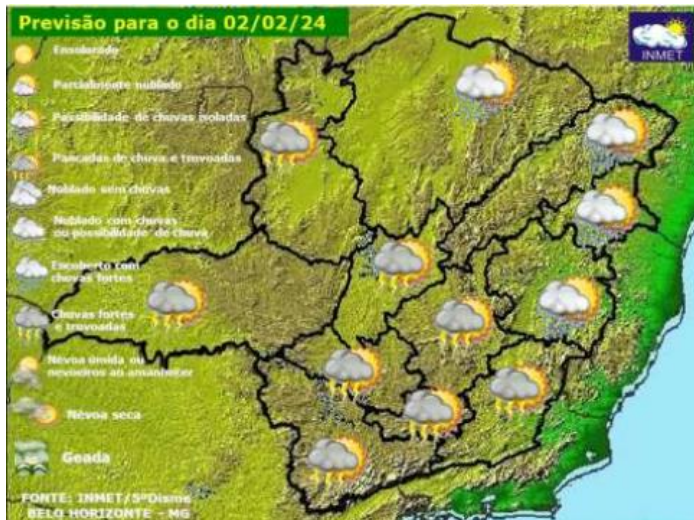 Previsão para o dia 02/02/24
INMET
Ensolarado
Parcialmente nublado
Possibilidade de chuvas isoladas
Pancadas de chuva e trovoadas
Nublado sem chuvas
Nublado com chuvas
ou possibilidade de chuva
Encoberto com
chuvas fortes
Chuvas fortes
e trovoadas
Névoa úmida ou
nevoeiros ao amanhecer
Névoa seca
Geada
FONTE: INMET/5ºDisme
BELO HORIZONTE - MG